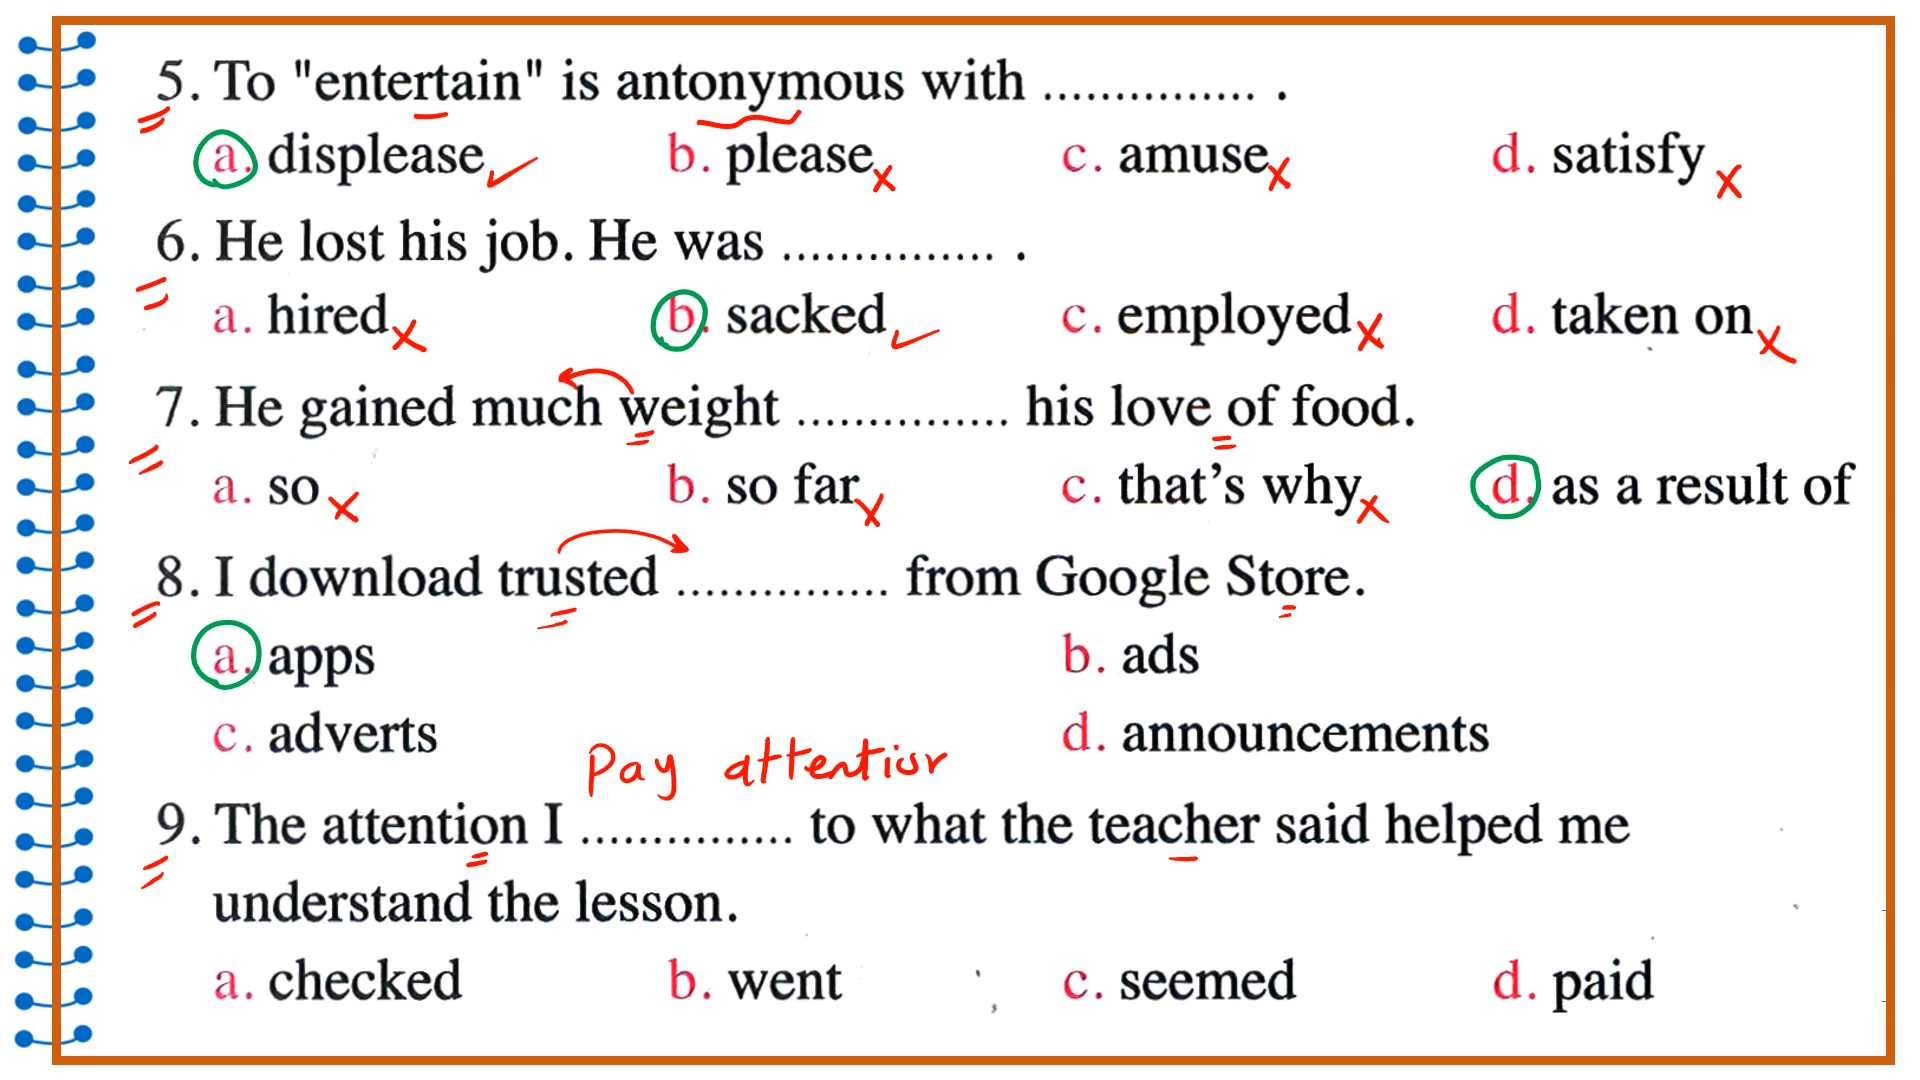 5. To "entertain" is antonymous with ............... .
a. displease b. please c. amuse d. satisfy
6. He lost his job. He was ............... .
a. hired b. sacked c. employed d. taken on
7. He gained much weight ............... his love of food.
a. so b. so far c. that's why d. as a result of
8. I download trusted ............... from Google Store.
a. apps b. ads
c. adverts d. announcements
Pay attention
9. The attention I ............... to what the teacher said helped me
understand the lesson.
a. checked b. went c. seemed d. paid